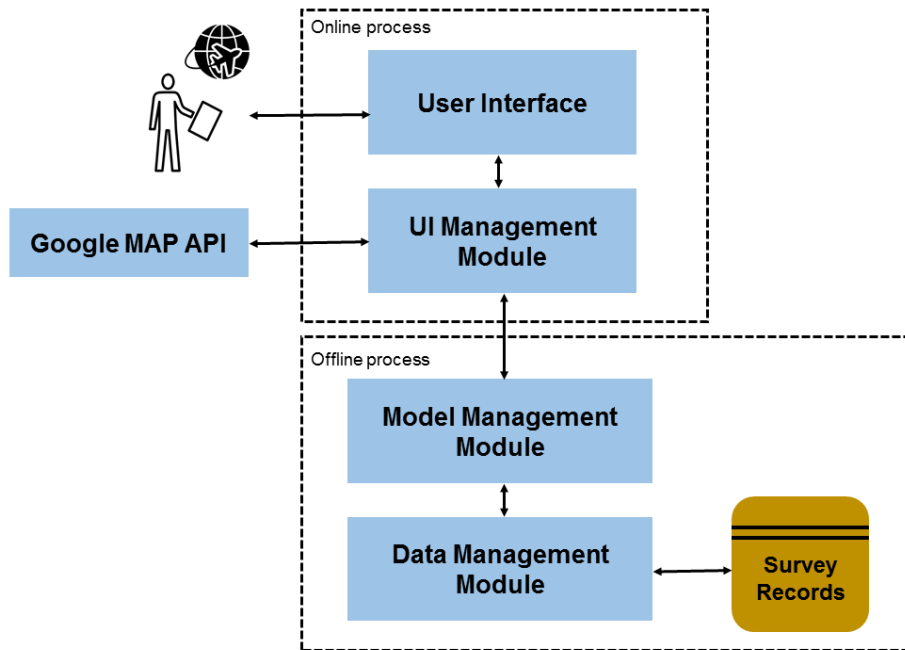 Online process
User Interface
UI Management
Module
Google MAP API
Offline process
Model Management
Module
Data Management
Module
Survey
Records